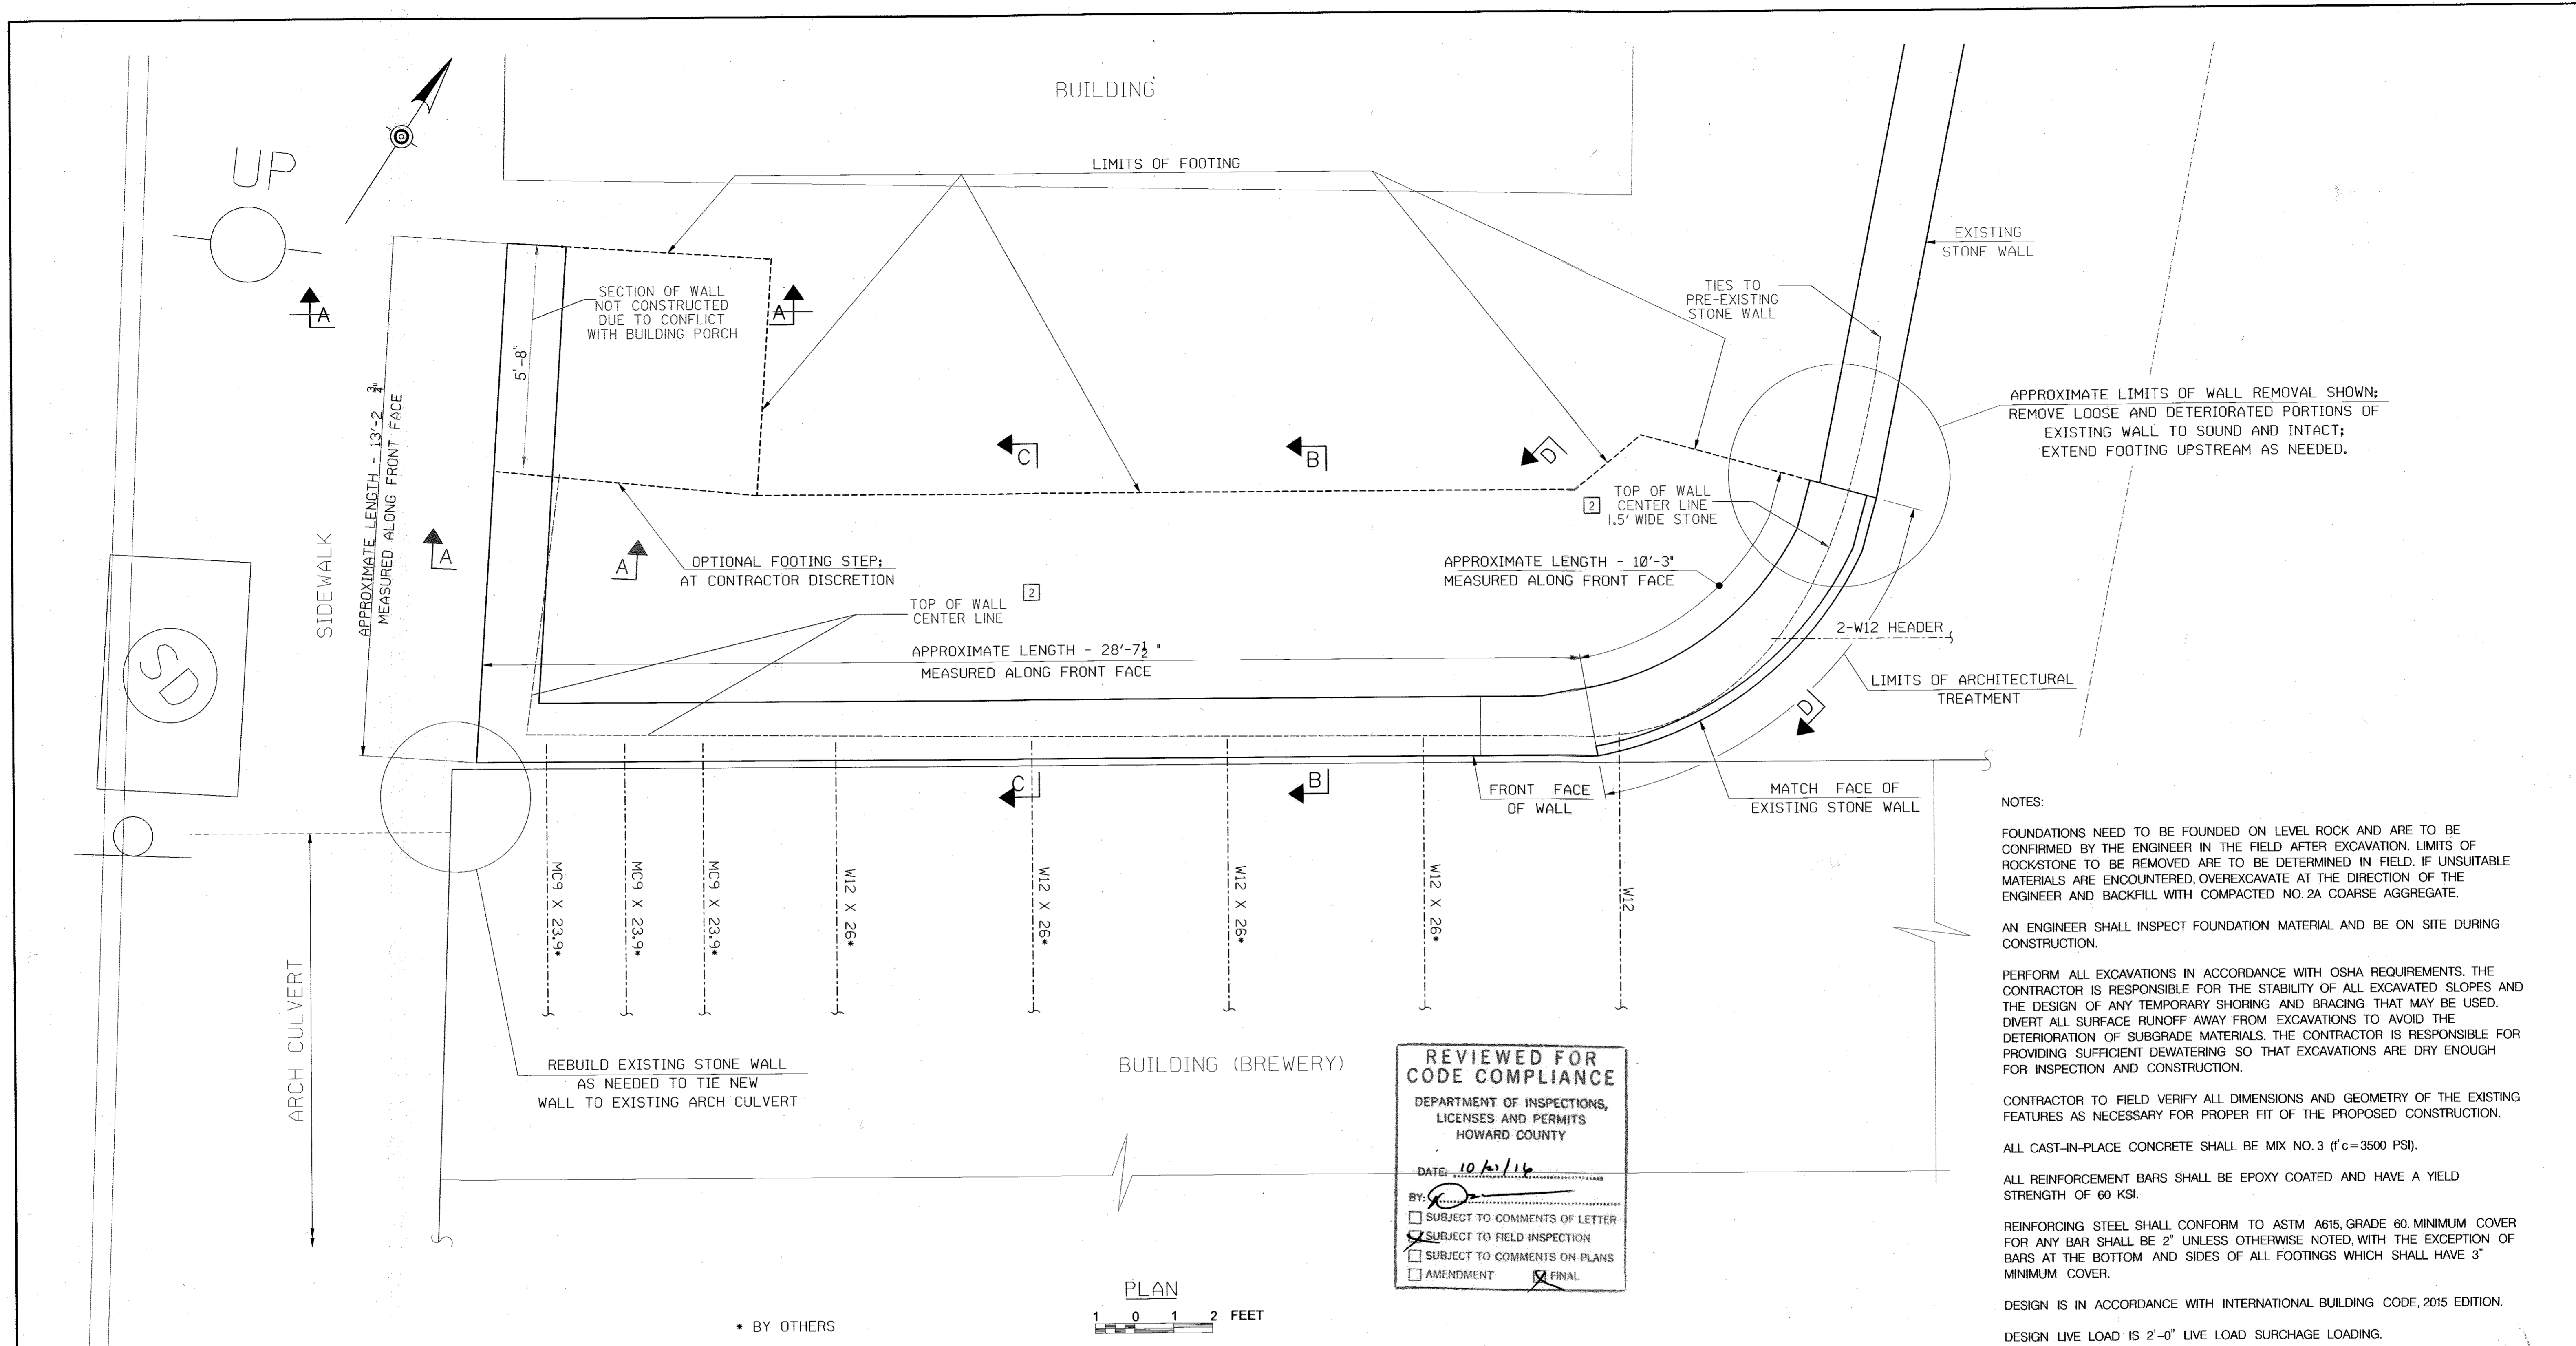 BUILDING
LIMITS OF FOOTING
UP
EXISTING
STONE WALL
SECTION OF WALL
NOT CONSTRUCTED
DUE TO CONFLICT
WITH BUILDING PORCH
TIES TO
PRE-EXISTING
STONE WALL
A
A
5'-8"
APPROXIMATE LENGTH - 13'-2 3/4"
MEASURED ALONG FRONT FACE
APPROXIMATE LIMITS OF WALL REMOVAL SHOWN;
REMOVE LOOSE AND DETERIORATED PORTIONS OF
EXISTING WALL TO SOUND AND INTACT;
EXTEND FOOTING UPSTREAM AS NEEDED.
C
B
D
2
TOP OF WALL
CENTER LINE
1.5' WIDE STONE
SIDEWALK
A
A
OPTIONAL FOOTING STEP;
AT CONTRACTOR DISCRETION
APPROXIMATE LENGTH - 10'-3"
MEASURED ALONG FRONT FACE
2
TOP OF WALL
CENTER LINE
APPROXIMATE LENGTH - 28'-7½ "
MEASURED ALONG FRONT FACE
2-W12 HEADER
SD
LIMITS OF ARCHITECTURAL
TREATMENT
D
C
B
FRONT FACE
OF WALL
MATCH FACE OF
EXISTING STONE WALL
MC9 X 23.9*
MC9 X 23.9*
MC9 X 23.9*
W12 X 26*
W12 X 26*
W12 X 26*
W12 X 26*
W12
ARCH CULVERT
REBUILD EXISTING STONE WALL
AS NEEDED TO TIE NEW
WALL TO EXISTING ARCH CULVERT
BUILDING (BREWERY)
REVIEWED FOR
CODE COMPLIANCE
DEPARTMENT OF INSPECTIONS,
LICENSES AND PERMITS
HOWARD COUNTY
DATE: 10/21/16
BY:
SUBJECT TO COMMENTS OF LETTER
SUBJECT TO FIELD INSPECTION
SUBJECT TO COMMENTS ON PLANS
AMENDMENT FINAL
PLAN
1 0 1 2 FEET
* BY OTHERS
NOTES:
FOUNDATIONS NEED TO BE FOUNDED ON LEVEL ROCK AND ARE TO BE
CONFIRMED BY THE ENGINEER IN THE FIELD AFTER EXCAVATION. LIMITS OF
ROCK/STONE TO BE REMOVED ARE TO BE DETERMINED IN FIELD. IF UNSUITABLE
MATERIALS ARE ENCOUNTERED, OVEREXCAVATE AT THE DIRECTION OF THE
ENGINEER AND BACKFILL WITH COMPACTED NO. 2A COARSE AGGREGATE.
AN ENGINEER SHALL INSPECT FOUNDATION MATERIAL AND BE ON SITE DURING
CONSTRUCTION.
PERFORM ALL EXCAVATIONS IN ACCORDANCE WITH OSHA REQUIREMENTS. THE
CONTRACTOR IS RESPONSIBLE FOR THE STABILITY OF ALL EXCAVATED SLOPES AND
THE DESIGN OF ANY TEMPORARY SHORING AND BRACING THAT MAY BE USED.
DIVERT ALL SURFACE RUNOFF AWAY FROM EXCAVATIONS TO AVOID THE
DETERIORATION OF SUBGRADE MATERIALS. THE CONTRACTOR IS RESPONSIBLE FOR
PROVIDING SUFFICIENT DEWATERING SO THAT EXCAVATIONS ARE DRY ENOUGH
FOR INSPECTION AND CONSTRUCTION.
CONTRACTOR TO FIELD VERIFY ALL DIMENSIONS AND GEOMETRY OF THE EXISTING
FEATURES AS NECESSARY FOR PROPER FIT OF THE PROPOSED CONSTRUCTION.
ALL CAST-IN-PLACE CONCRETE SHALL BE MIX NO. 3 (f'c=3500 PSI).
ALL REINFORCEMENT BARS SHALL BE EPOXY COATED AND HAVE A YIELD
STRENGTH OF 60 KSI.
REINFORCING STEEL SHALL CONFORM TO ASTM A615, GRADE 60. MINIMUM COVER
FOR ANY BAR SHALL BE 2" UNLESS OTHERWISE NOTED, WITH THE EXCEPTION OF
BARS AT THE BOTTOM AND SIDES OF ALL FOOTINGS WHICH SHALL HAVE 3"
MINIMUM COVER.
DESIGN IS IN ACCORDANCE WITH INTERNATIONAL BUILDING CODE, 2015 EDITION.
DESIGN LIVE LOAD IS 2'-0" LIVE LOAD SURCHAGE LOADING.